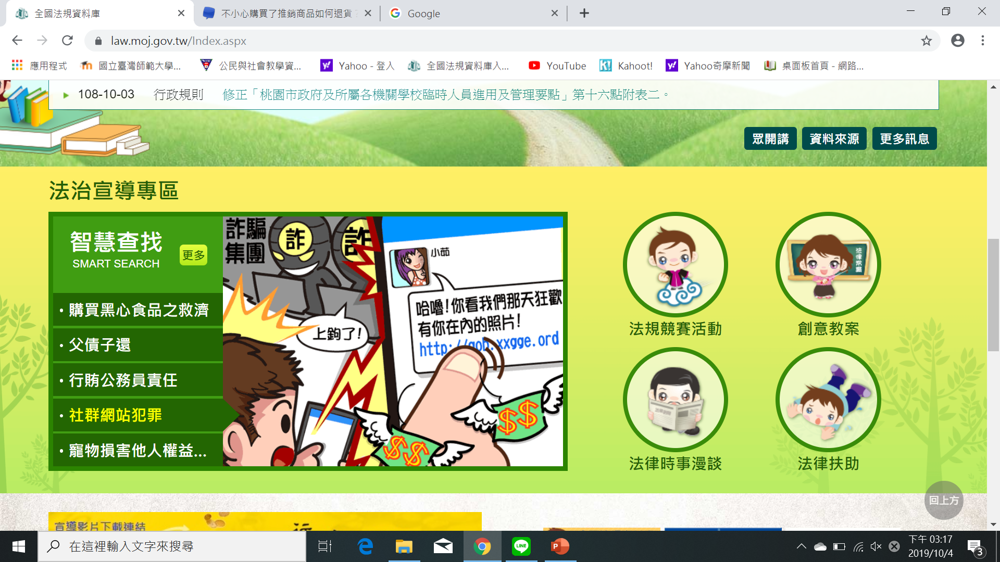 全國法規資料庫
不小心購買了推銷商品如何退貨
Google
law.moj.gov.tw/Index.aspx
應用程式
國立臺灣師範大學...
公民與社會教學資...
Yahoo - 登入
全國法規資料庫入...
YouTube
Kahoot!
Yahoo奇摩新聞
桌面板首頁 - 網路...
108-10-03 行政規則 修正「桃園市政府及所屬各機關學校臨時人員進用及管理要點」第十六點附表二。
眾開講
資料來源
更多訊息
法治宣導專區
智慧查找
SMART SEARCH
更多
• 購買黑心食品之救濟
• 父債子還
• 行賄公務員責任
• 社群網站犯罪
• 寵物損害他人權益...
詐騙
集團
詐
詐
上鉤了!
小茹
哈嚕!你看我們那天狂歡
有你在內的照片!
http://gob.xxgge.ord
$$
$$
法律常識
法規競賽活動
創意教案
法律時事漫談
法律扶助
回上方
宣導影片下載連結
在這裡輸入文字來搜尋
LINE
下午 03:17
2019/10/4
3